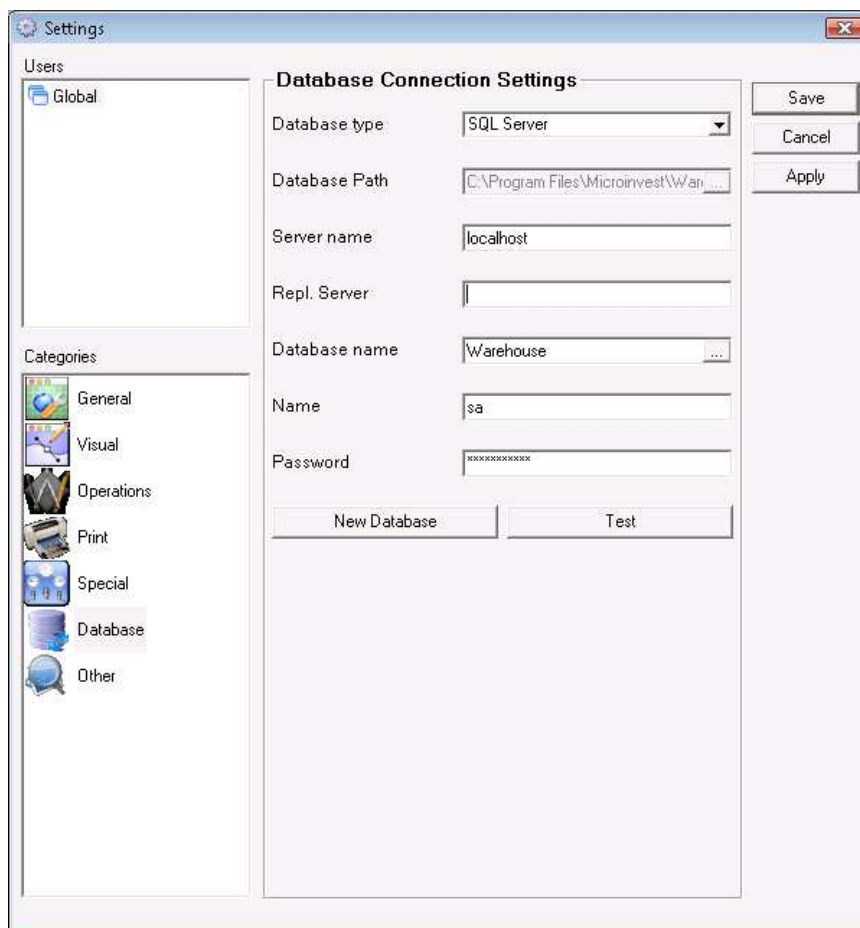 Settings
Users
Global
Categories
General
Visual
Operations
Print
Special
Database
Other
Database Connection Settings
Database type SQL Server
Database Path C:\Program Files\Microinvest\War ...
Server name localhost
Repl. Server
Database name Warehouse ...
Name sa
Password ***********
New Database Test
Save
Cancel
Apply